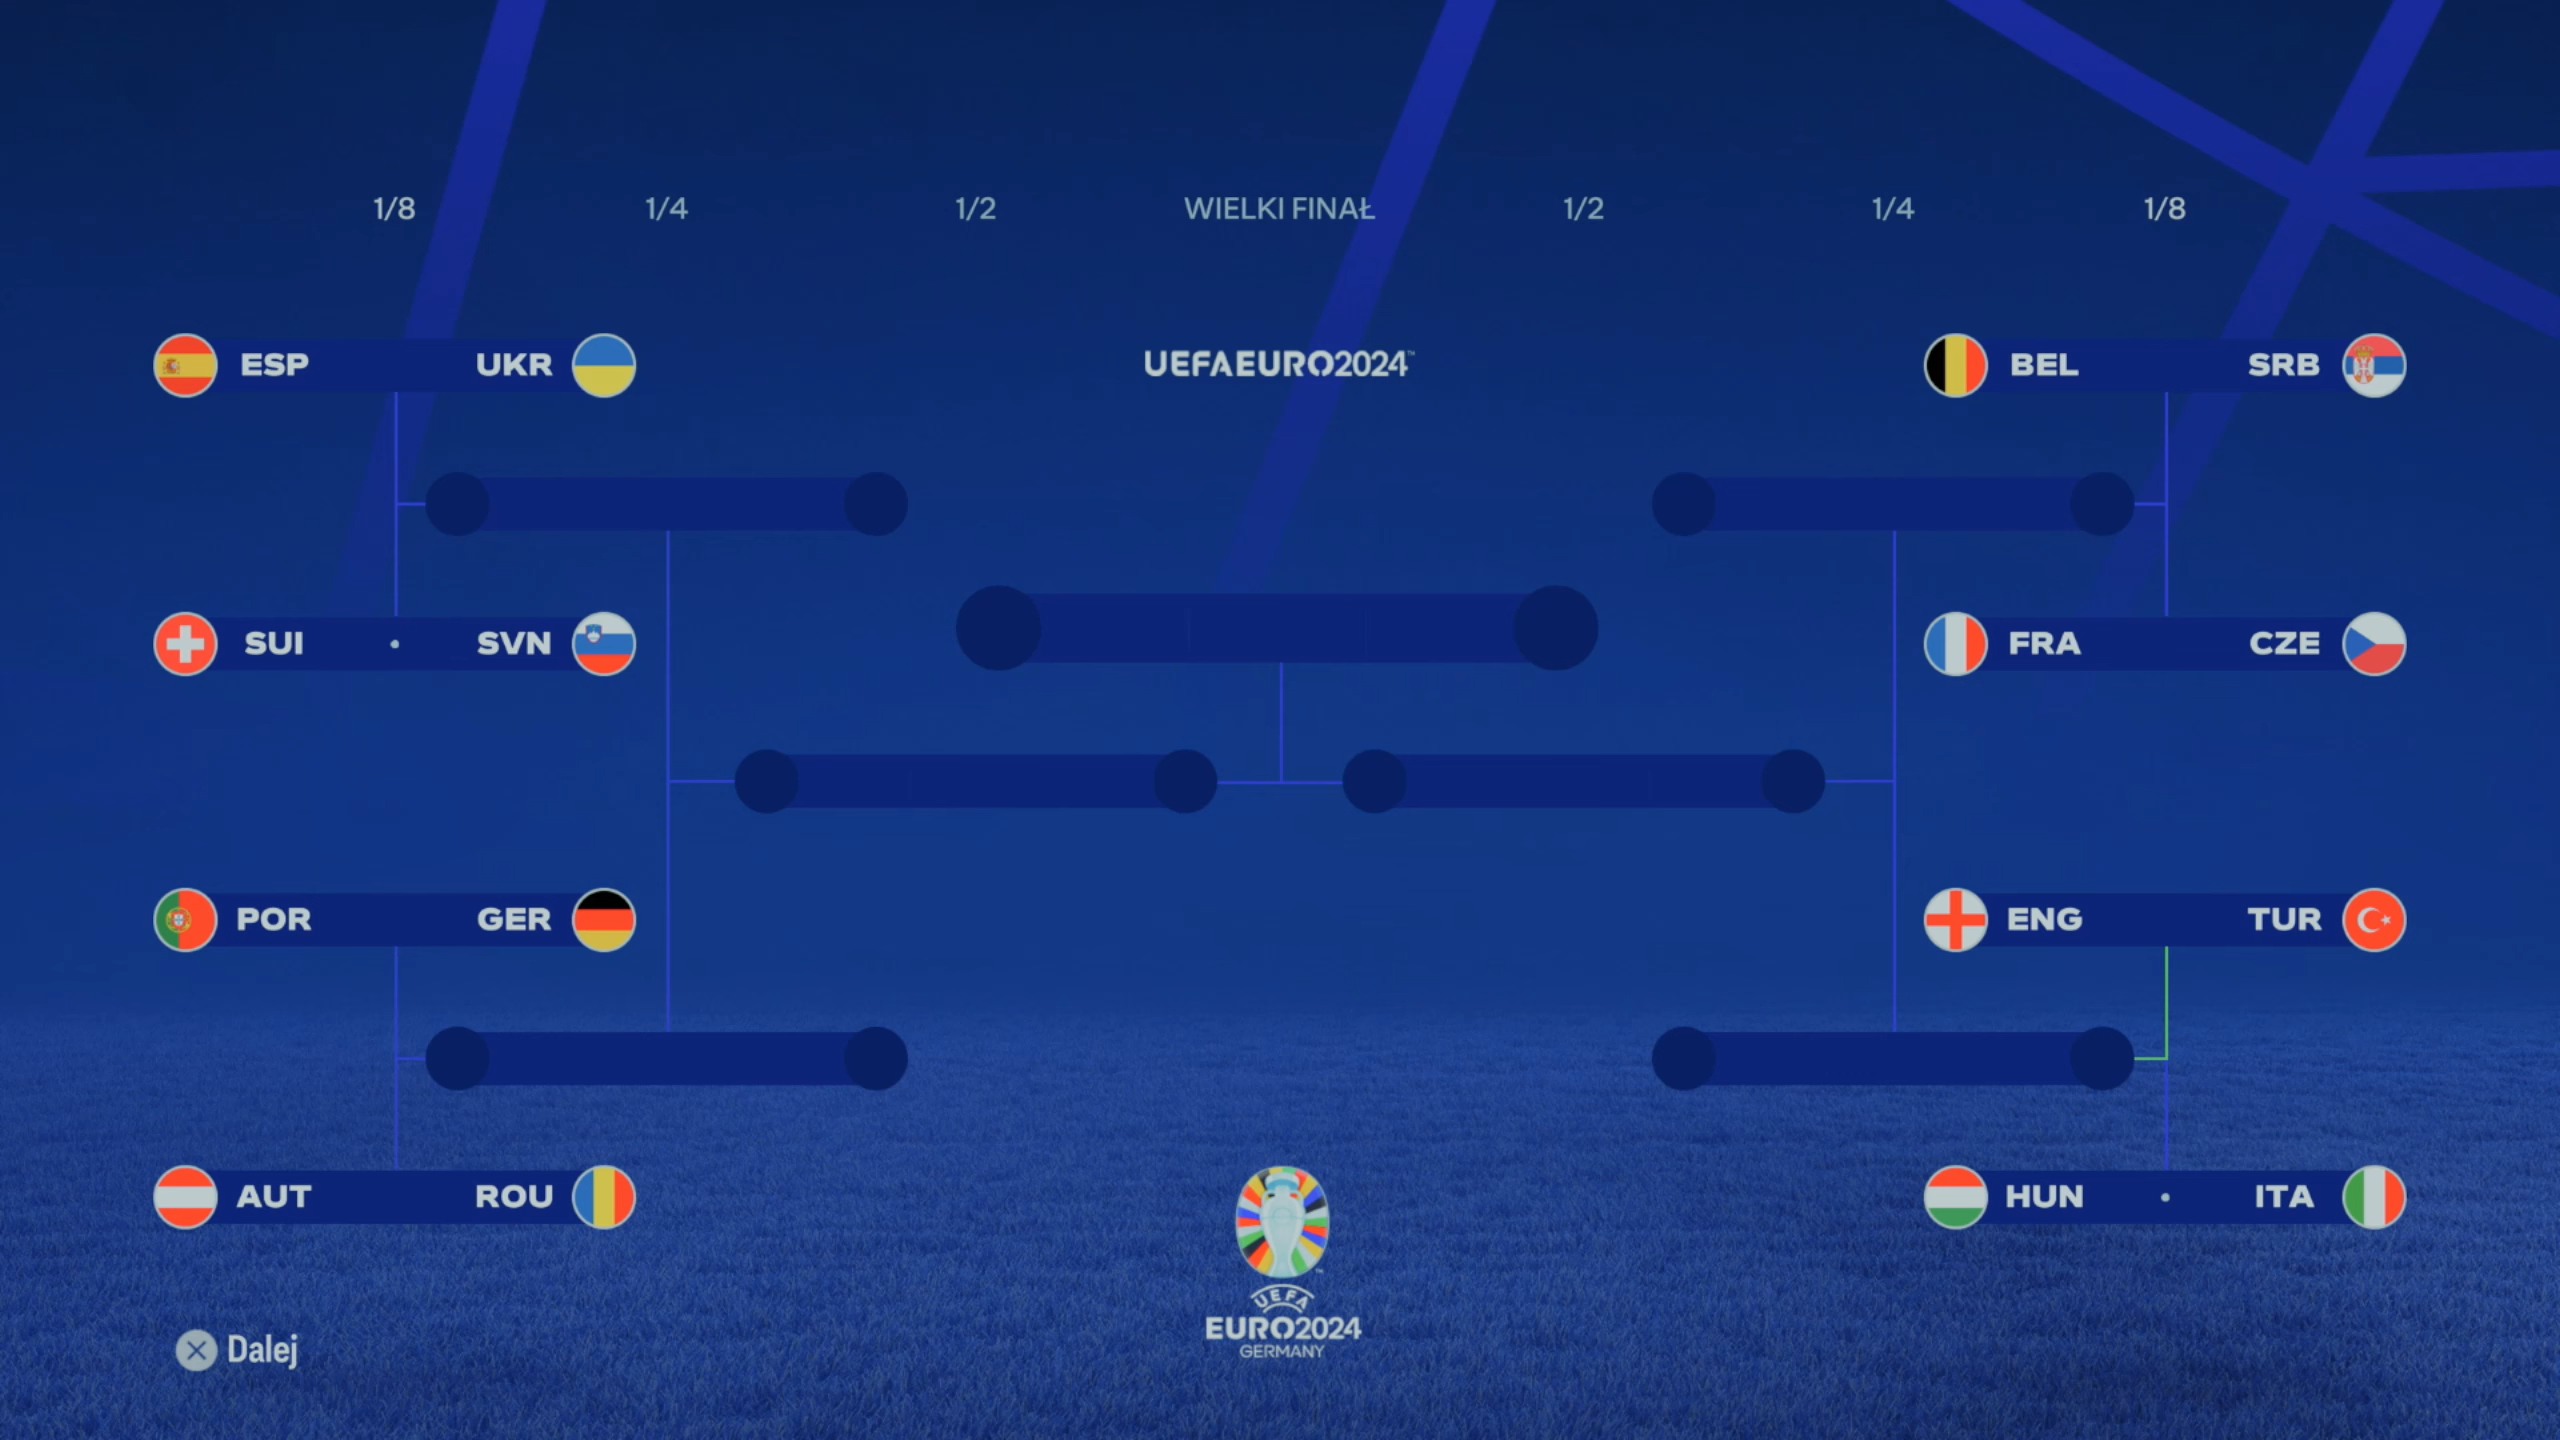 1/8 1/4 1/2 WIELKI FINAŁ 1/2 1/4 1/8
ESP UKR
UEFAEURO2024™
BEL SRB
SUI • SVN
FRA CZE
POR GER
ENG TUR
AUT ROU
HUN • ITA
UEFA
EURO2024
GERMANY
Dalej